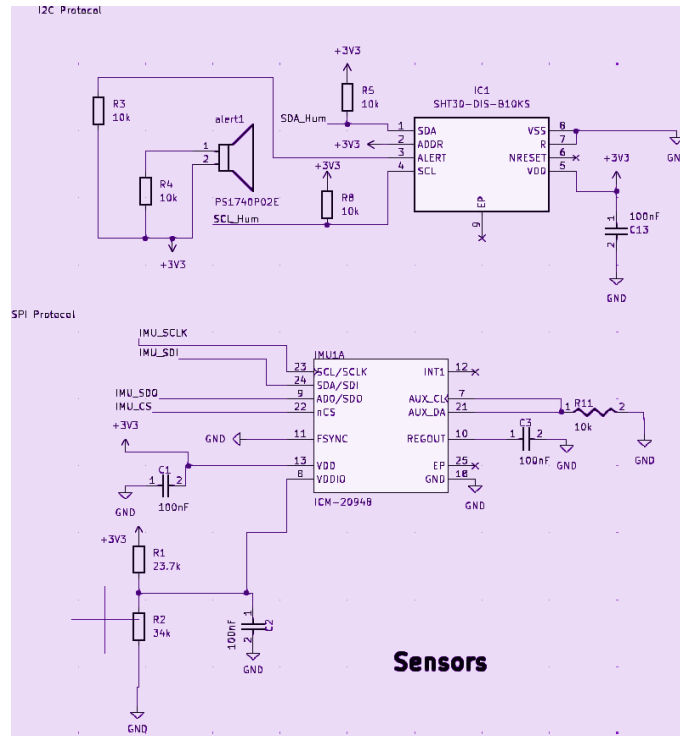 I2C Protocol
+3V3
R3
10k
alert1
1
2
R4
10k
PS1740P02E
+3V3
SCL_Hum
SDA_Hum
R5
10k
+3V3
+3V3
R8
10k
IC1
SHT30-DIS-B10KS
1 SDA
2 ADDR
3 ALERT
4 SCL
VSS 8
R 7
NRESET 6
VDD 5
EP
9
GND
+3V3
100nF
1
2
C13
GND
SPI Protocol
IMU_SCLK
IMU_SDI
IMU_SDO
IMU_CS
IMU1A
23 SCL/SCLK
24 SDA/SDI
9 AD0/SDO
22 nCS
GND
11 FSYNC
13 VDD
8 VDDIO
INT1 12
AUX_CL 7
AUX_DA 21
REGOUT 10
EP 25
GND 18
ICM-20948
GND
1 R11 2
10k
GND
C3
1 2
100nF
GND
+3V3
C1
1 2
100nF
GND
+3V3
R1
23.7k
R2
34k
GND
100nF
1
2
C2
GND
Sensors